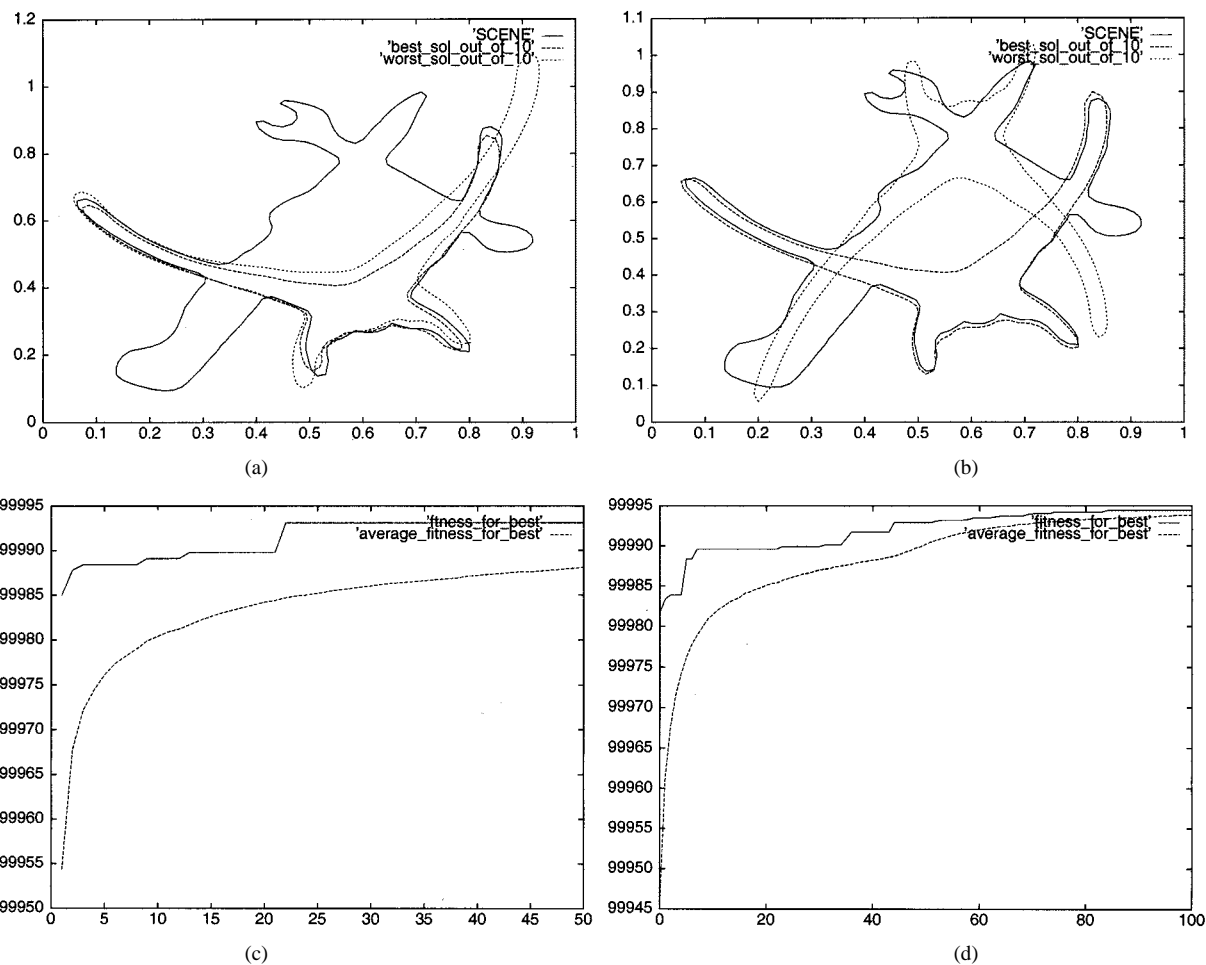 1.2
1
0.8
0.6
0.4
0.2
0
0 0.1 0.2 0.3 0.4 0.5 0.6 0.7 0.8 0.9 1
'SCENE'
'best_sol_out_of_10'
'worst_sol_out_of_10'
(a)
1.1
1
0.9
0.8
0.7
0.6
0.5
0.4
0.3
0.2
0.1
0
0 0.1 0.2 0.3 0.4 0.5 0.6 0.7 0.8 0.9 1
'SCENE'
'best_sol_out_of_10'
'worst_sol_out_of_10'
(b)
99995
99990
99985
99980
99975
99970
99965
99960
99955
99950
0 5 10 15 20 25 30 35 40 45 50
'fitness_for_best'
'average_fitness_for_best'
(c)
99995
99990
99985
99980
99975
99970
99965
99960
99955
99950
99945
0 20 40 60 80 100
'fitness_for_best'
'average_fitness_for_best'
(d)